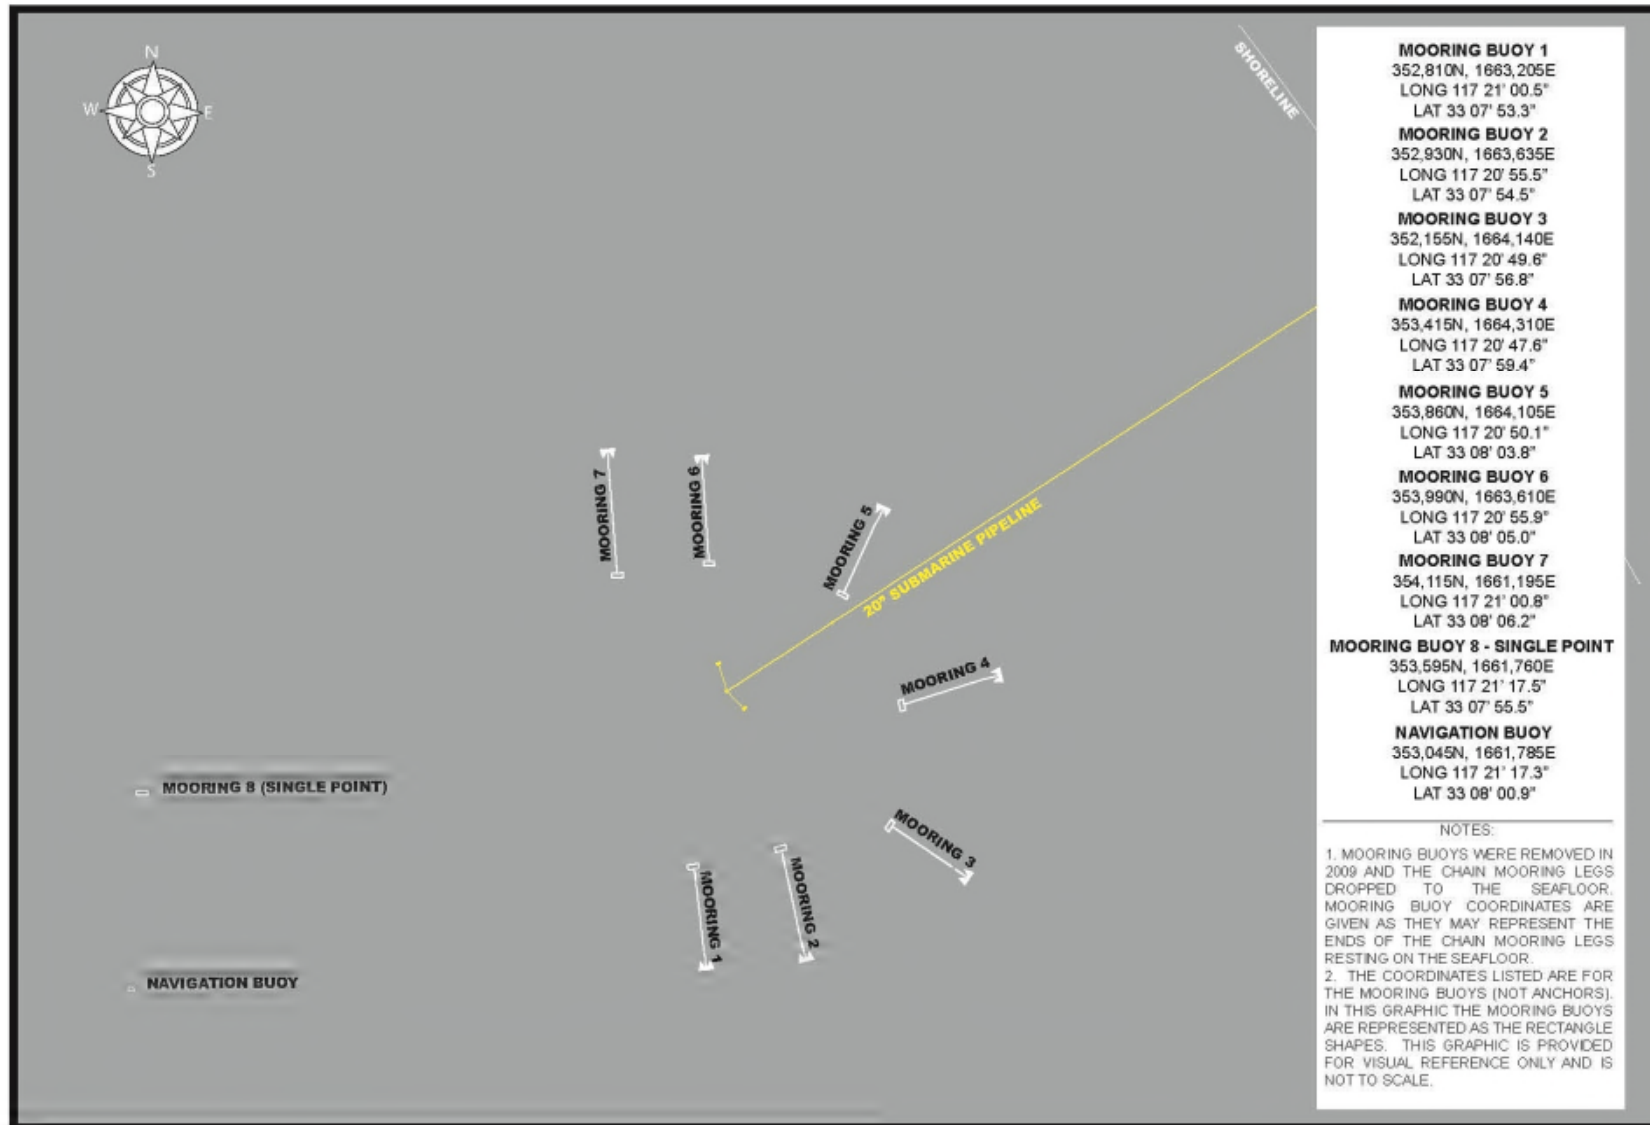 N
W
E
S
SHORELINE
MOORING 7
MOORING 6
MOORING 5
20" SUBMARINE PIPELINE
MOORING 4
MOORING 8 (SINGLE POINT)
MOORING 3
MOORING 1
MOORING 2
NAVIGATION BUOY
MOORING BUOY 1
352,810N, 1663,205E
LONG 117 21' 00.5"
LAT 33 07' 53.3"
MOORING BUOY 2
352,930N, 1663,635E
LONG 117 20' 55.5"
LAT 33 07' 54.5"
MOORING BUOY 3
352,155N, 1664,140E
LONG 117 20' 49.6"
LAT 33 07' 56.8"
MOORING BUOY 4
353,415N, 1664,310E
LONG 117 20' 47.6"
LAT 33 07' 59.4"
MOORING BUOY 5
353,860N, 1664,105E
LONG 117 20' 50.1"
LAT 33 08' 03.8"
MOORING BUOY 6
353,990N, 1663,610E
LONG 117 20' 55.9"
LAT 33 08' 05.0"
MOORING BUOY 7
354,115N, 1661,195E
LONG 117 21' 00.8"
LAT 33 08' 06.2"
MOORING BUOY 8 - SINGLE POINT
353,595N, 1661,760E
LONG 117 21' 17.5"
LAT 33 07' 55.5"
NAVIGATION BUOY
353,045N, 1661,785E
LONG 117 21' 17.3"
LAT 33 08' 00.9"
NOTES:
1. MOORING BUOYS WERE REMOVED IN
2009 AND THE CHAIN MOORING LEGS
DROPPED TO THE SEAFLOOR.
MOORING BUOY COORDINATES ARE
GIVEN AS THEY MAY REPRESENT THE
ENDS OF THE CHAIN MOORING LEGS
RESTING ON THE SEAFLOOR.
2. THE COORDINATES LISTED ARE FOR
THE MOORING BUOYS (NOT ANCHORS).
IN THIS GRAPHIC THE MOORING BUOYS
ARE REPRESENTED AS THE RECTANGLE
SHAPES. THIS GRAPHIC IS PROVIDED
FOR VISUAL REFERENCE ONLY AND IS
NOT TO SCALE.